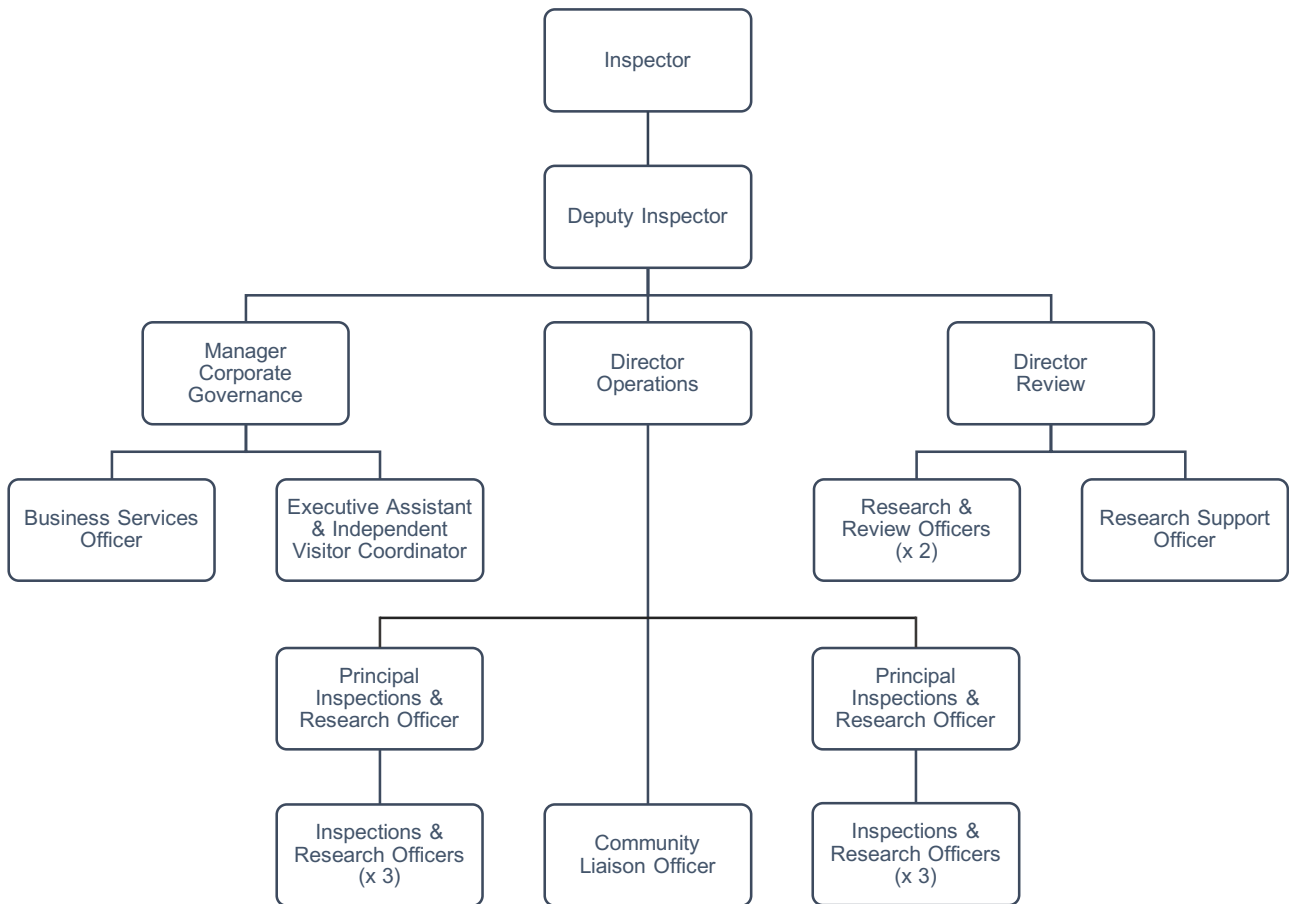 Inspector
Deputy Inspector
Manager
Corporate
Governance
Director
Operations
Director
Review
Business Services
Officer
Executive Assistant
& Independent
Visitor Coordinator
Research &
Review Officers
(x 2)
Research Support
Officer
Principal
Inspections &
Research Officer
Principal
Inspections &
Research Officer
Inspections &
Research Officers
(x 3)
Community
Liaison Officer
Inspections &
Research Officers
(x 3)